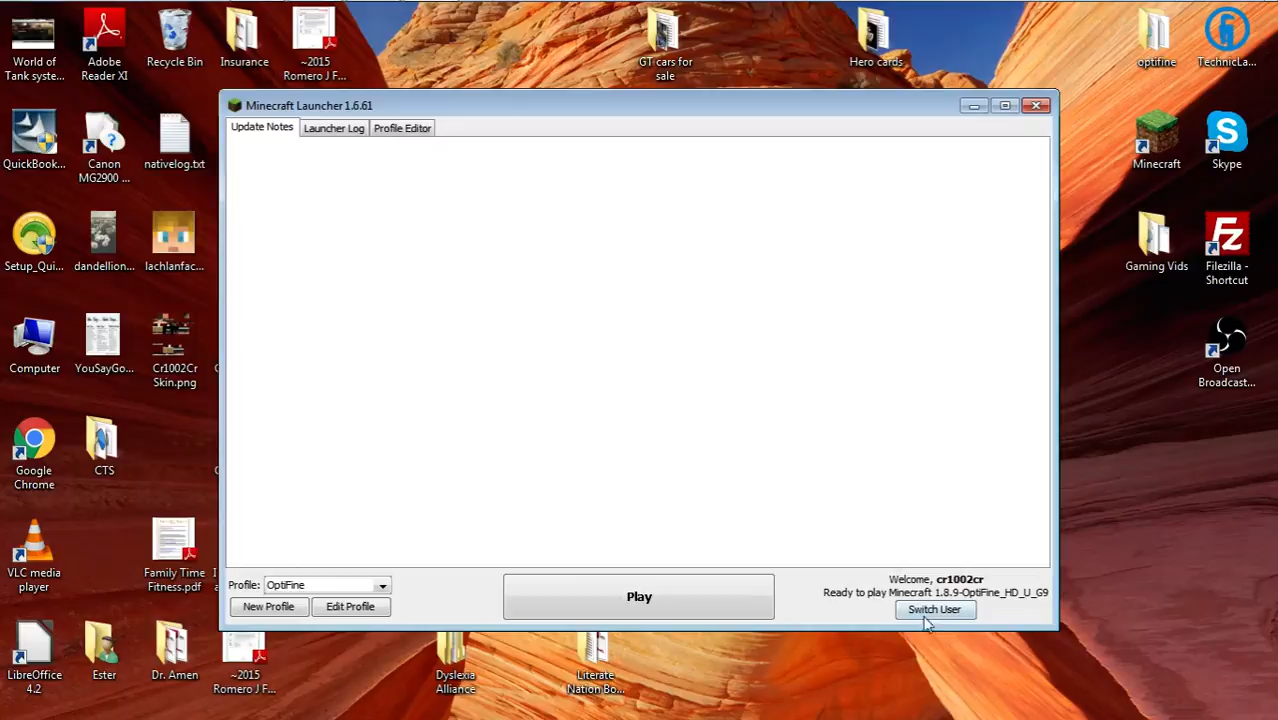 World of
Tank syste...
Adobe
Reader XI
Recycle Bin
Insurance
~2015
Romero J F...
GT cars for
sale
Hero cards
optifine
TechnicLa...
QuickBook...
Canon
MG2900 ...
nativelog.txt
Minecraft
Skype
Setup_Qui...
dandellion...
lachlanfac...
Gaming Vids
Filezilla -
Shortcut
Computer
YouSayGo...
Cr1002Cr
Skin.png
Open
Broadcast...
Google
Chrome
CTS
VLC media
player
Family Time
Fitness.pdf
LibreOffice
4.2
Ester
Dr. Amen
~2015
Romero J F...
Dyslexia
Alliance
Literate
Nation Bo...
Minecraft Launcher 1.6.61
Update Notes
Launcher Log
Profile Editor
Profile:
OptiFine
New Profile
Edit Profile
Play
Welcome, cr1002cr
Ready to play Minecraft 1.8.9-OptiFine_HD_U_G9
Switch User